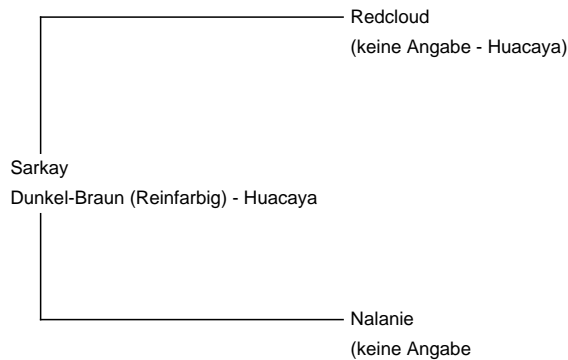 Redcloud
(keine Angabe - Huacaya)
Sarkay
Dunkel-Braun (Reinfarbig) - Huacaya
Nalanie
(keine Angabe